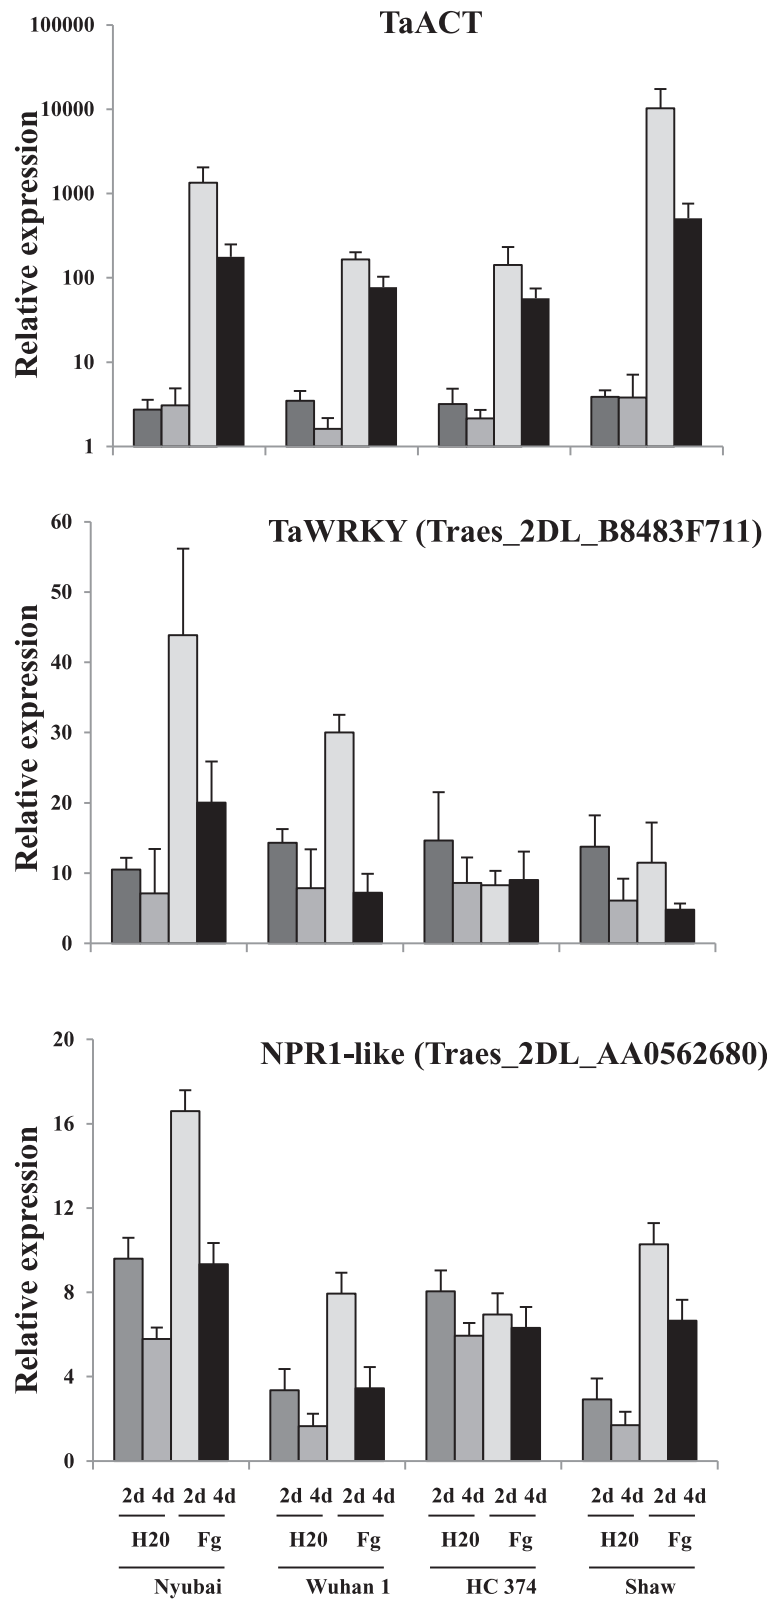 TaACT
100000
10000
1000
100
10
1
Relative expression
TaWRKY (Traes_2DL_B8483F711)
60
50
40
30
20
10
0
Relative expression
NPR1-like (Traes_2DL_AA0562680)
20
16
12
8
4
0
Relative expression
2d 4d 2d 4d 2d 4d 2d 4d 2d 4d 2d 4d 2d 4d 2d 4d
H20 Fg H20 Fg H20 Fg H20 Fg
Nyubai Wuhan 1 HC 374 Shaw